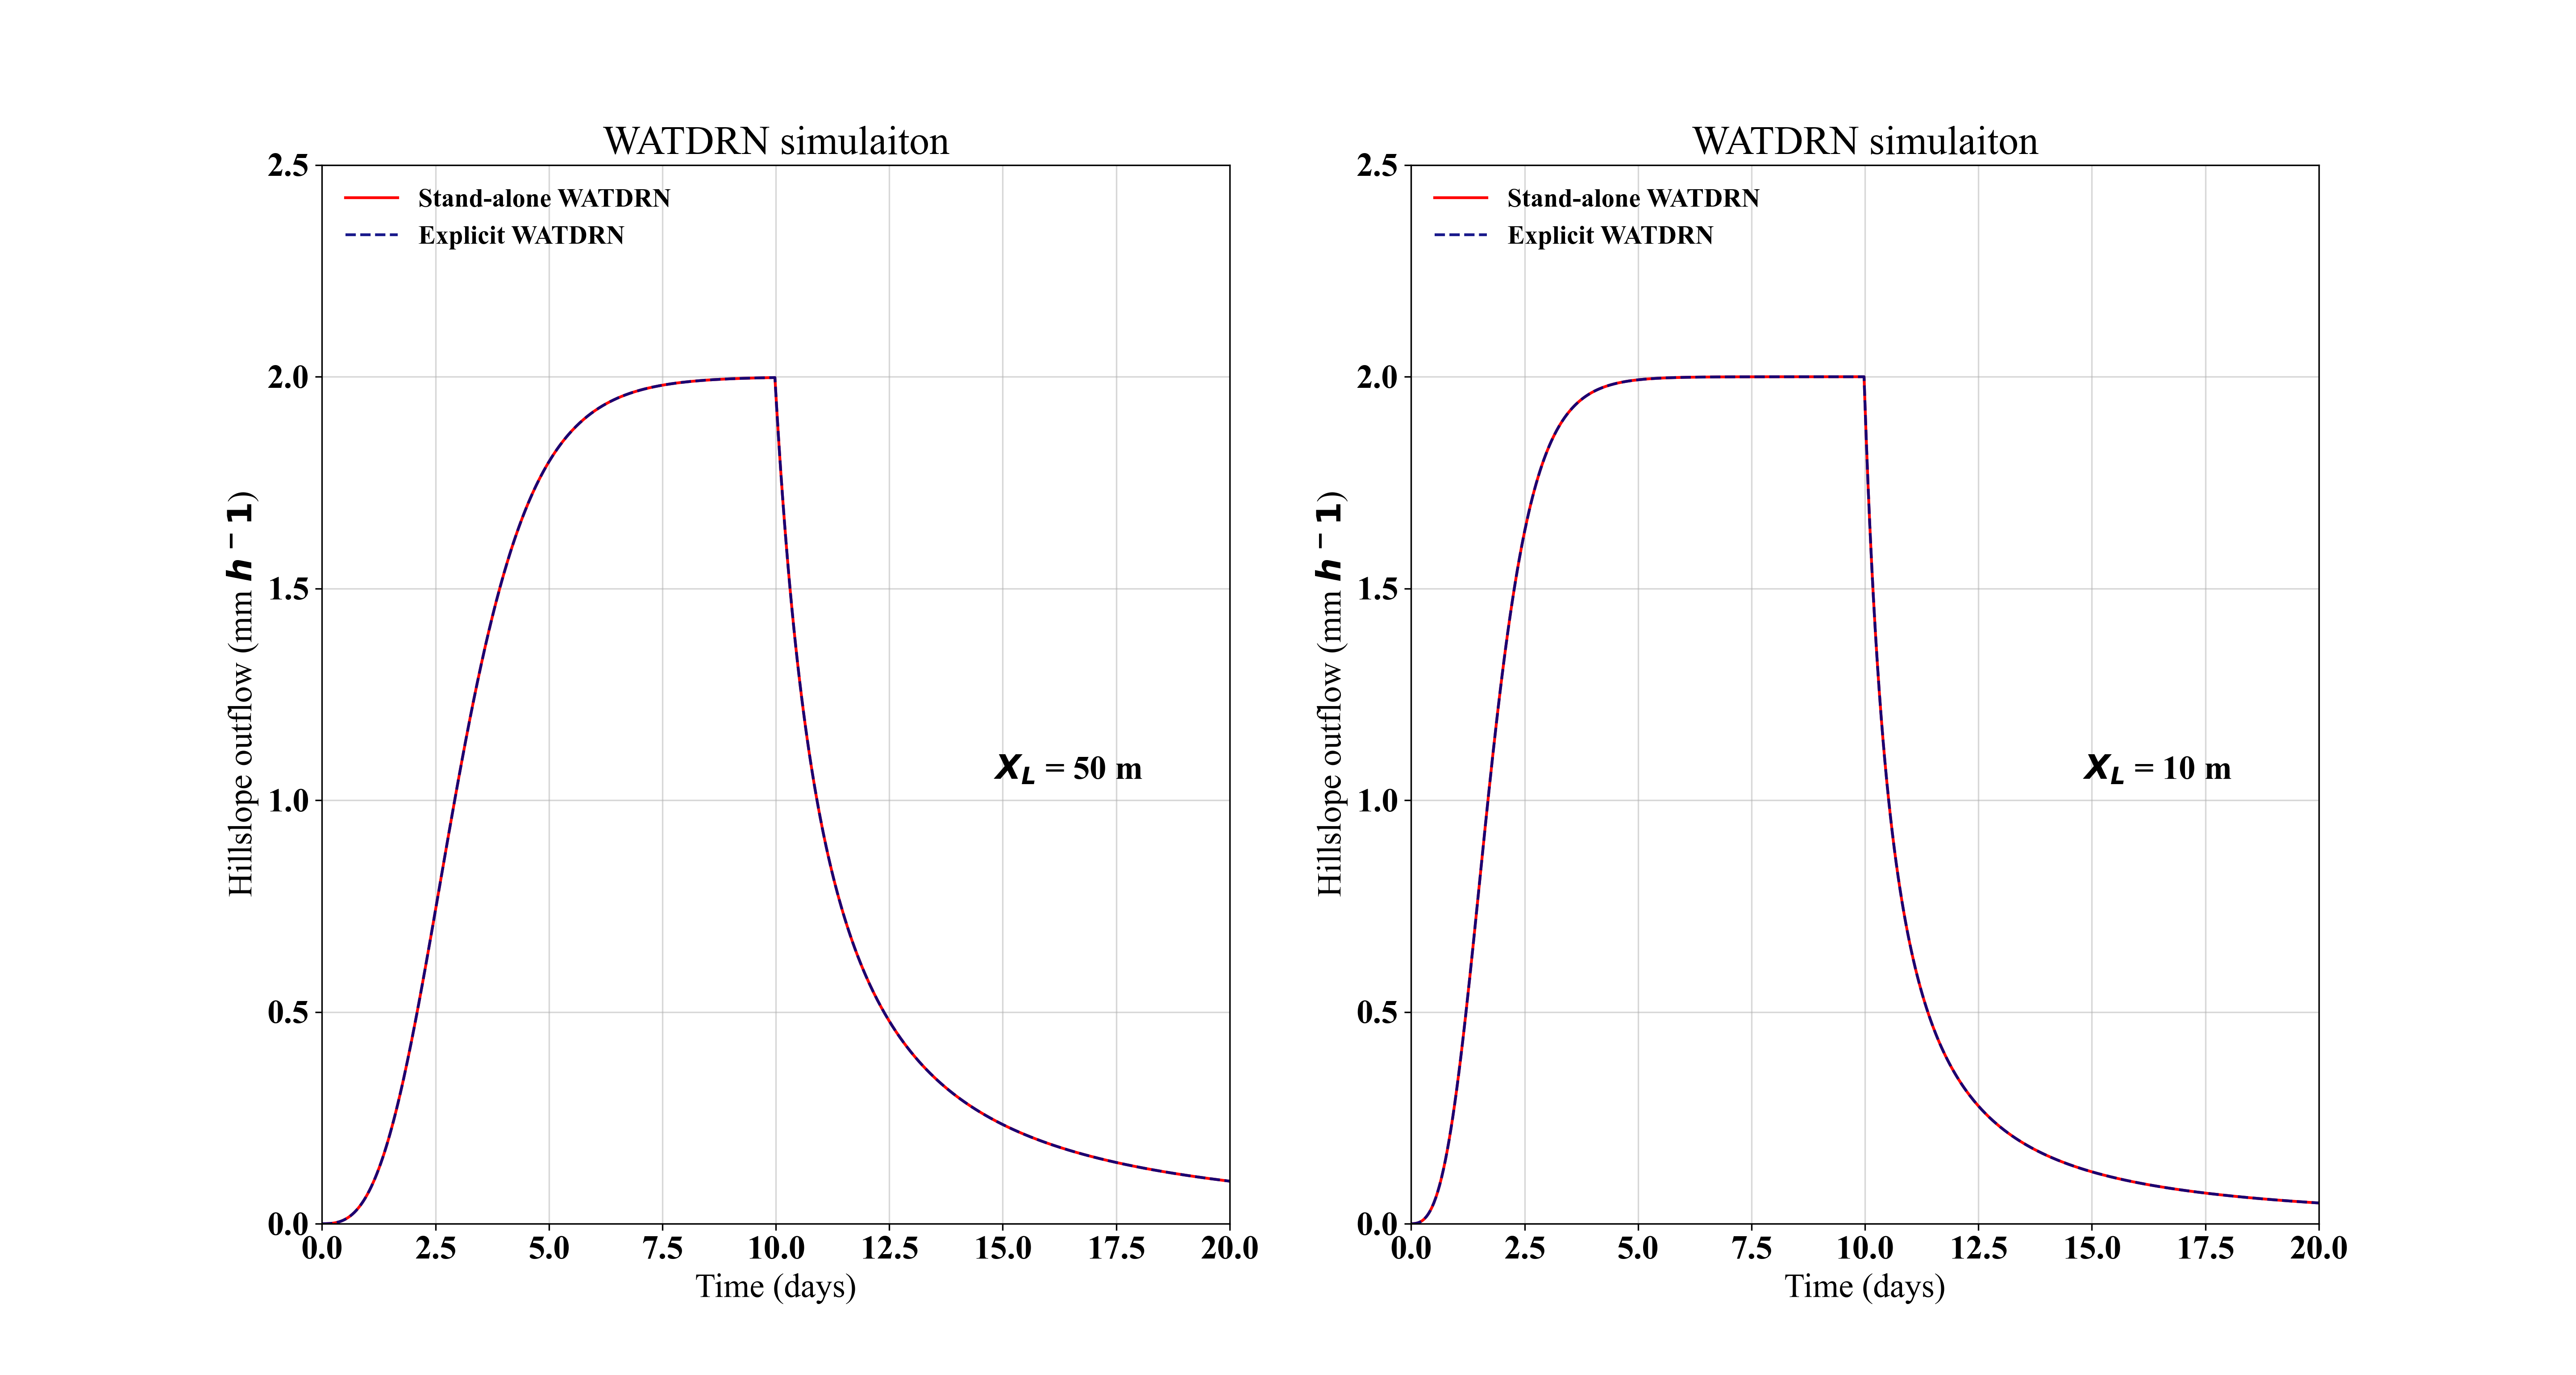 WATDRN simulaiton
2.5
2.0
1.5
1.0
0.5
0.0
Stand-alone WATDRN
Explicit WATDRN
Hillslope outflow (mm h − 1)
X_L = 50 m
0.0 2.5 5.0 7.5 10.0 12.5 15.0 17.5 20.0
Time (days)
WATDRN simulaiton
2.5
2.0
1.5
1.0
0.5
0.0
Stand-alone WATDRN
Explicit WATDRN
Hillslope outflow (mm h − 1)
X_L = 10 m
0.0 2.5 5.0 7.5 10.0 12.5 15.0 17.5 20.0
Time (days)